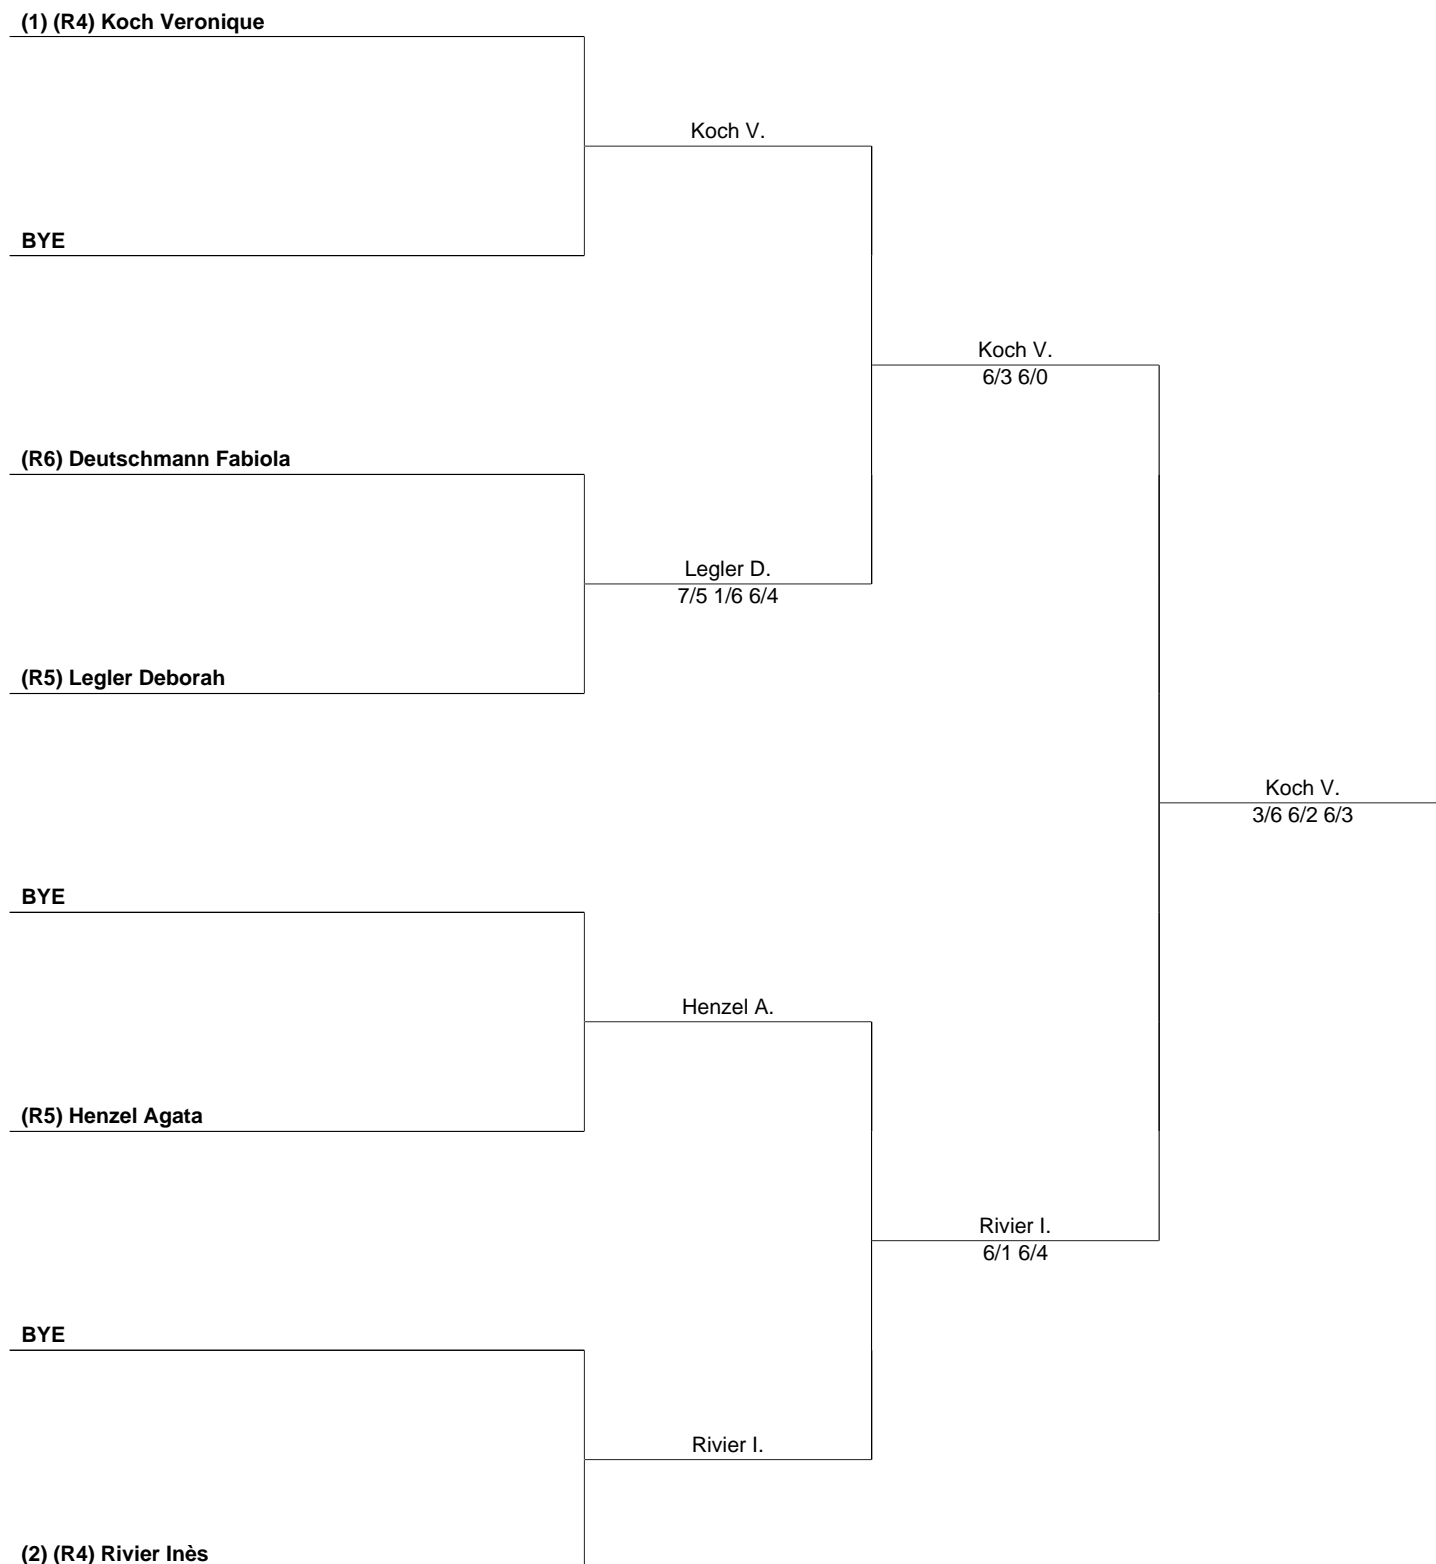 (1) (R4) Koch Veronique
Koch V.
BYE
Koch V.
6/3 6/0
(R6) Deutschmann Fabiola
Legler D.
7/5 1/6 6/4
(R5) Legler Deborah
Koch V.
3/6 6/2 6/3
BYE
Henzel A.
(R5) Henzel Agata
Rivier I.
6/1 6/4
BYE
Rivier I.
(2) (R4) Rivier Inès